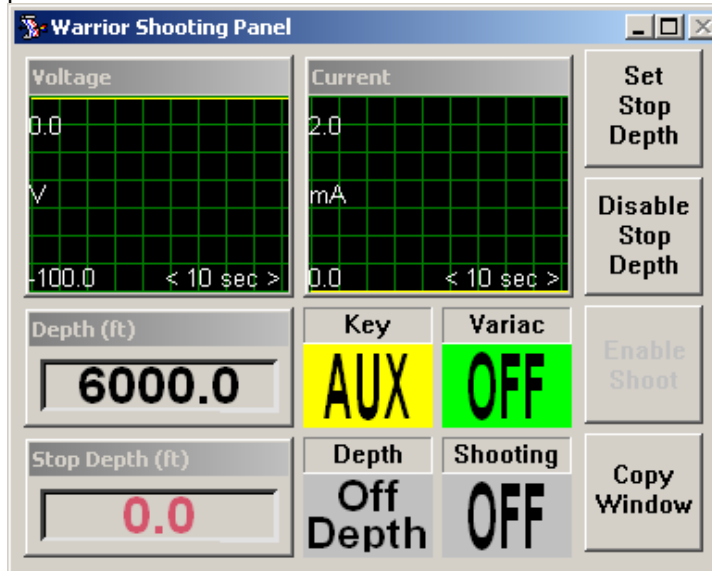 Warrior Shooting Panel
Voltage
0.0
V
-100.0 < 10 sec >
Current
2.0
mA
0.0 < 10 sec >
Set
Stop
Depth
Disable
Stop
Depth
Depth (ft)
6000.0
Key
AUX
Variac
OFF
Enable
Shoot
Stop Depth (ft)
0.0
Depth
Off
Depth
Shooting
OFF
Copy
Window